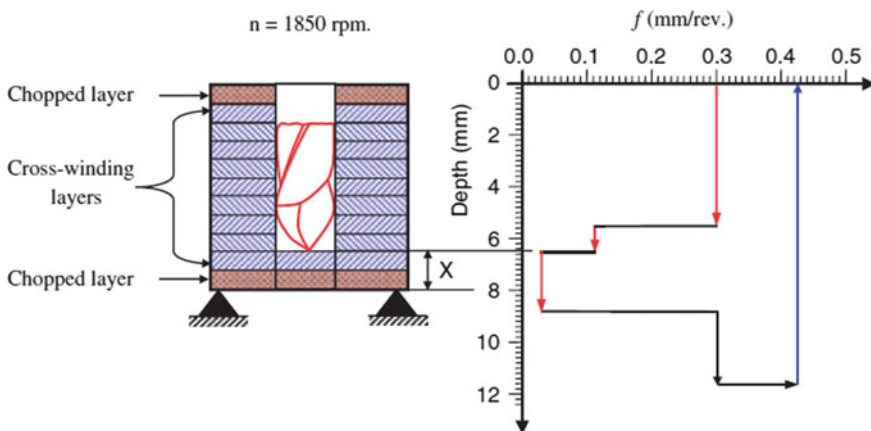 n = 1850 rpm.
f (mm/rev.)
0.0 0.1 0.2 0.3 0.4 0.5
Chopped layer
Cross-winding
layers
Chopped layer
X
Depth (mm)
0
2
4
6
8
10
12